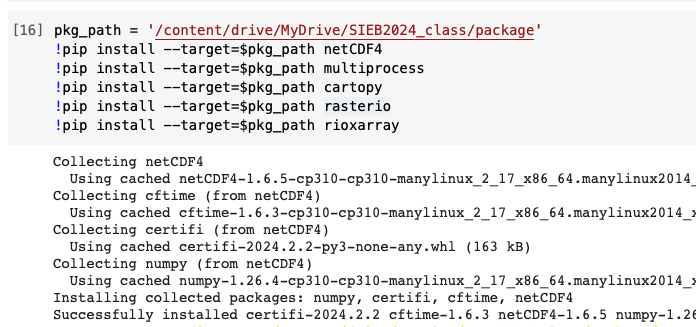 [16] pkg_path = '/content/drive/MyDrive/SIEB2024_class/package'
!pip install --target=$pkg_path netCDF4
!pip install --target=$pkg_path multiprocess
!pip install --target=$pkg_path cartopy
!pip install --target=$pkg_path rasterio
!pip install --target=$pkg_path rioxarray
Collecting netCDF4
Using cached netCDF4-1.6.5-cp310-cp310-manylinux_2_17_x86_64.manylinux2014_
Collecting cftime (from netCDF4)
Using cached cftime-1.6.3-cp310-cp310-manylinux_2_17_x86_64.manylinux2014_x
Collecting certifi (from netCDF4)
Using cached certifi-2024.2.2-py3-none-any.whl (163 kB)
Collecting numpy (from netCDF4)
Using cached numpy-1.26.4-cp310-cp310-manylinux_2_17_x86_64.manylinux2014_x
Installing collected packages: numpy, certifi, cftime, netCDF4
Successfully installed certifi-2024.2.2 cftime-1.6.3 netCDF4-1.6.5 numpy-1.26